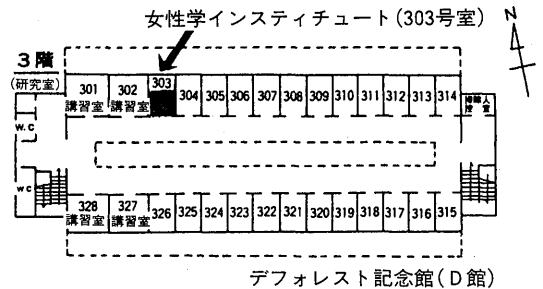 女性学インスティチュート(303号室)
N
3階
(研究室)
301
講習室
302
講習室
303
304 305 306 307 308 309 310 311 312 313 314
掃除人
控室
W.C
WC
328
講習室
327
講習室
326 325 324 323 322 321 320 319 318 317 316 315
デフォレスト記念館(D館)